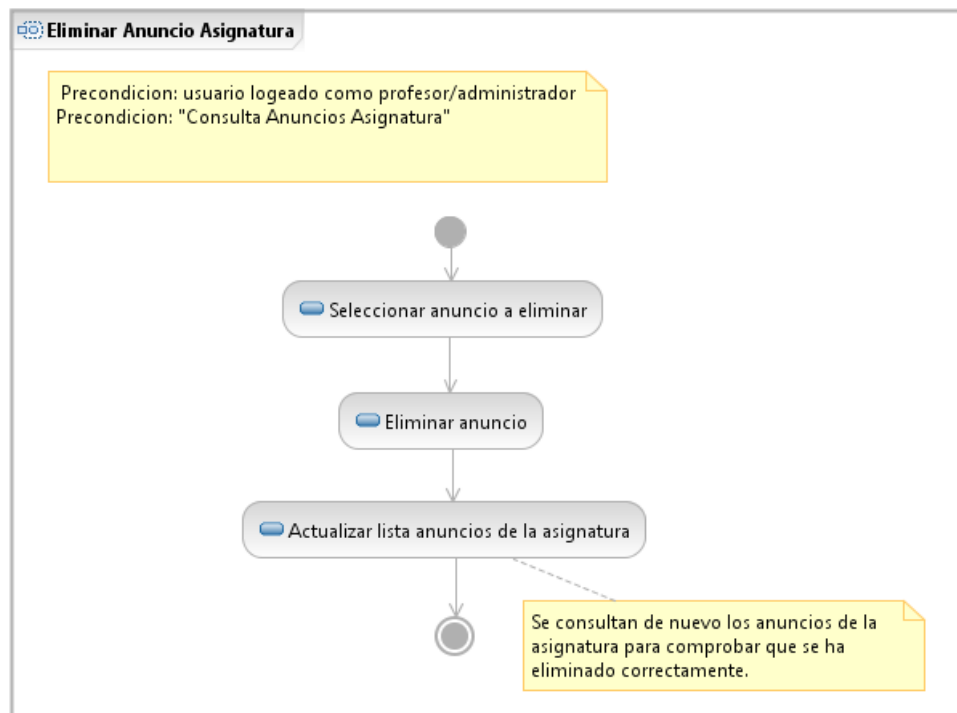 Eliminar Anuncio Asignatura
Precondicion: usuario logeado como profesor/administrador
Precondicion: "Consulta Anuncios Asignatura"
Seleccionar anuncio a eliminar
Eliminar anuncio
Actualizar lista anuncios de la asignatura
Se consultan de nuevo los anuncios de la
asignatura para comprobar que se ha
eliminado correctamente.